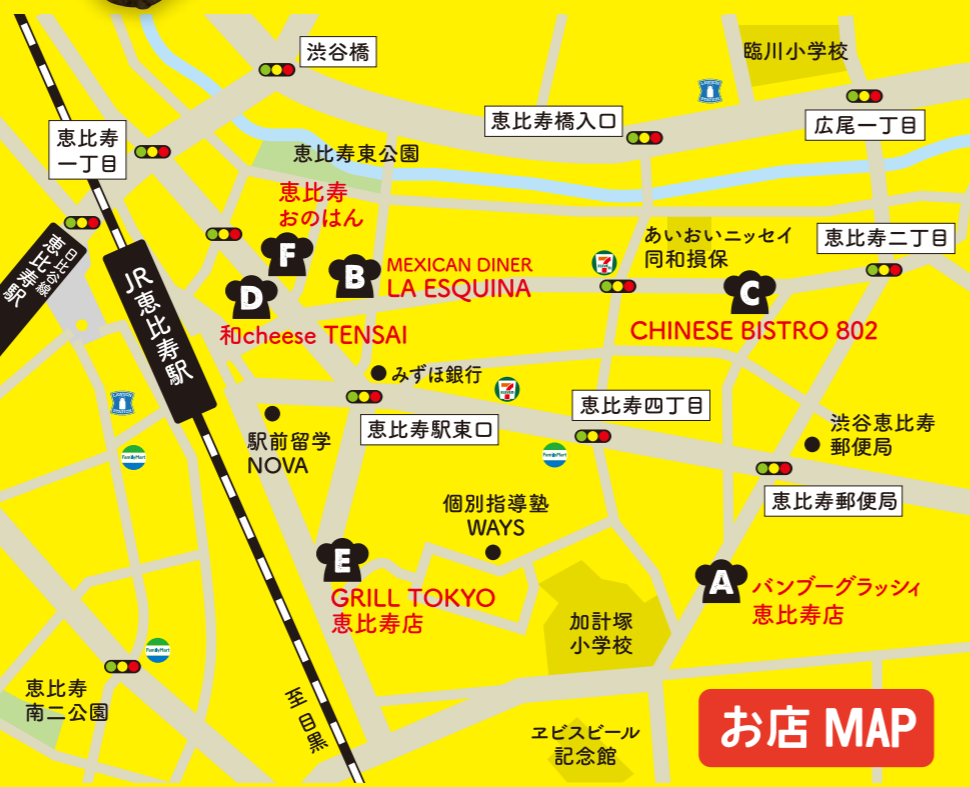 渋谷橋
臨川小学校
恵比寿橋入口
広尾一丁目
恵比寿
一丁目
恵比寿東公園
恵比寿
おのはん
F
あいおいニッセイ
同和損保
恵比寿二丁目
日比谷線
恵比寿駅
JR恵比寿駅
B
MEXICAN DINER
LA ESQUINA
D
和cheese TENSAI
C
CHINESE BISTRO 802
みずほ銀行
恵比寿駅東口
恵比寿四丁目
駅前留学
NOVA
渋谷恵比寿
郵便局
FamilyMart
FamilyMart
恵比寿郵便局
個別指導塾
WAYS
E
GRILL TOKYO
恵比寿店
A
バンブーグラッシィ
恵比寿店
加計塚
小学校
FamilyMart
恵比寿
南二公園
至目黒
ヱビスビール
記念館
お店 MAP